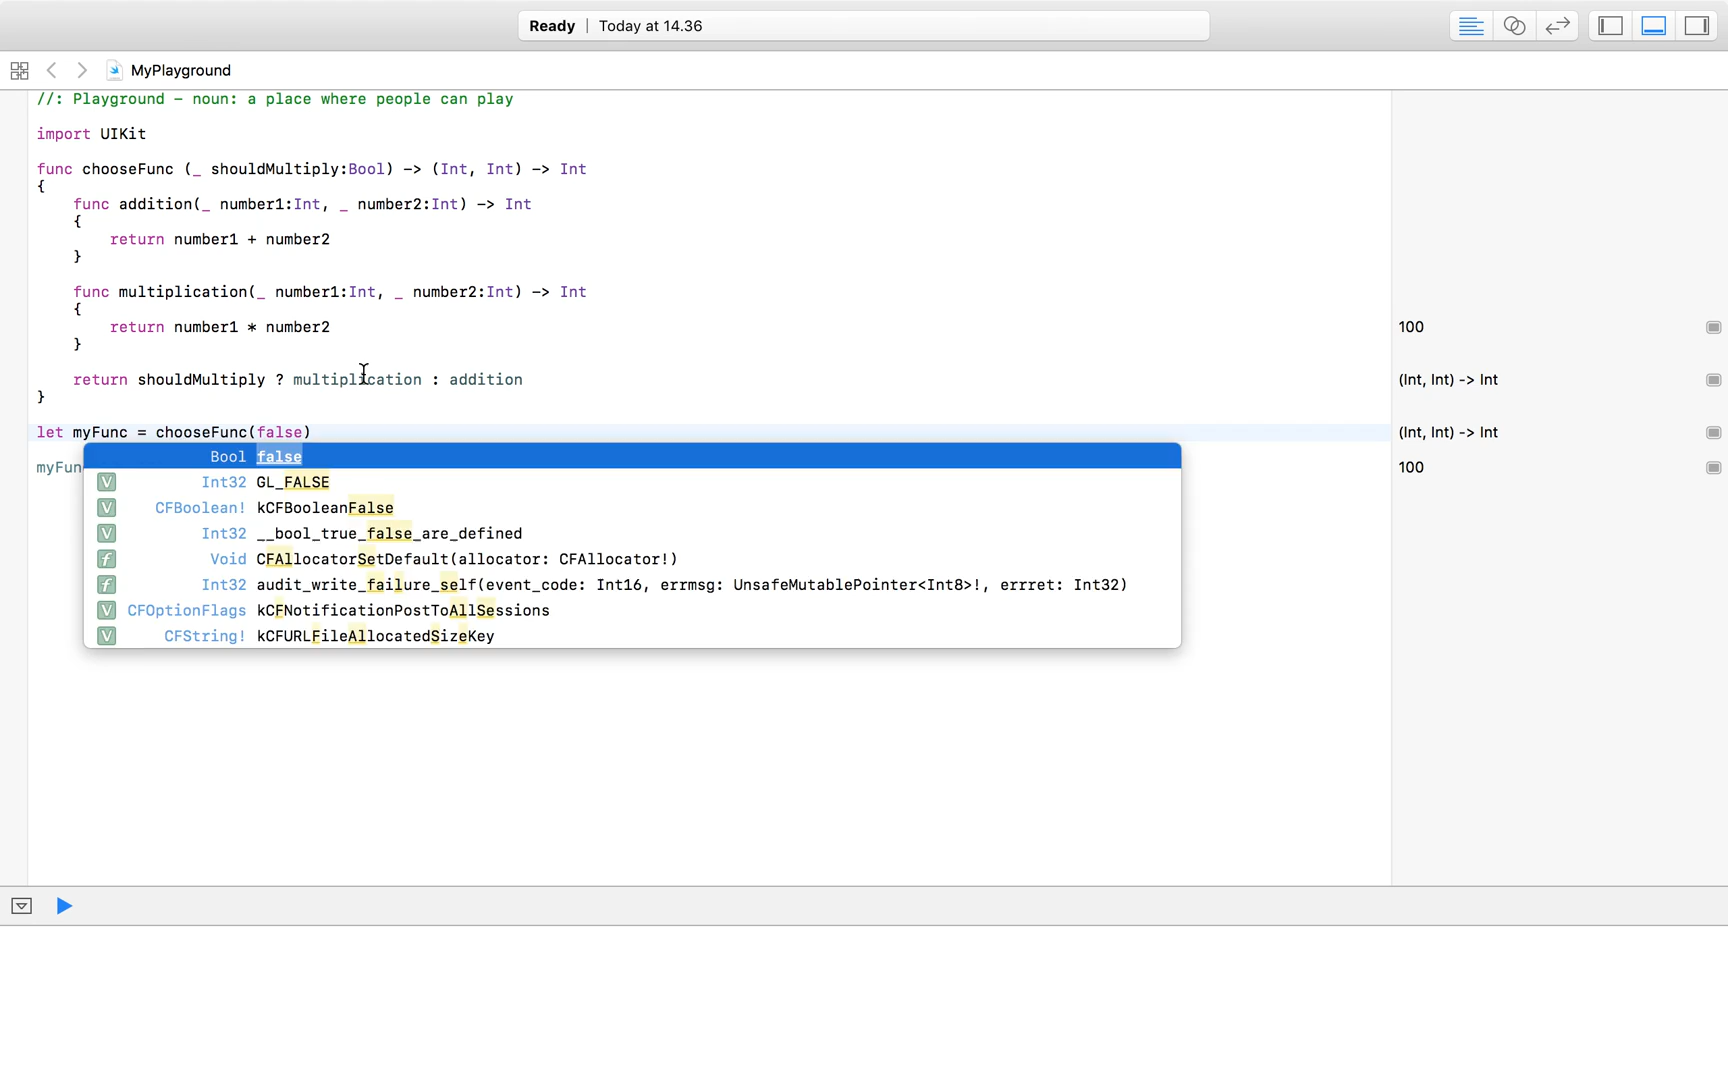 Ready | Today at 14.36
MyPlayground
//: Playground – noun: a place where people can play
import UIKit
func chooseFunc (_ shouldMultiply:Bool) -> (Int, Int) -> Int
{
func addition(_ number1:Int, _ number2:Int) -> Int
{
return number1 + number2
}
func multiplication(_ number1:Int, _ number2:Int) -> Int
{
return number1 * number2
100
}
return shouldMultiply ? multiplication : addition
(Int, Int) -> Int
}
let myFunc = chooseFunc(false)
(Int, Int) -> Int
Bool false
myFun
100
V Int32 GL_FALSE
V CFBoolean! kCFBooleanFalse
V Int32 __bool_true_false_are_defined
f Void CFAllocatorSetDefault(allocator: CFAllocator!)
f Int32 audit_write_failure_self(event_code: Int16, errmsg: UnsafeMutablePointer<Int8>!, errret: Int32)
V CFOptionFlags kCFNotificationPostToAllSessions
V CFString! kCFURLFileAllocatedSizeKey